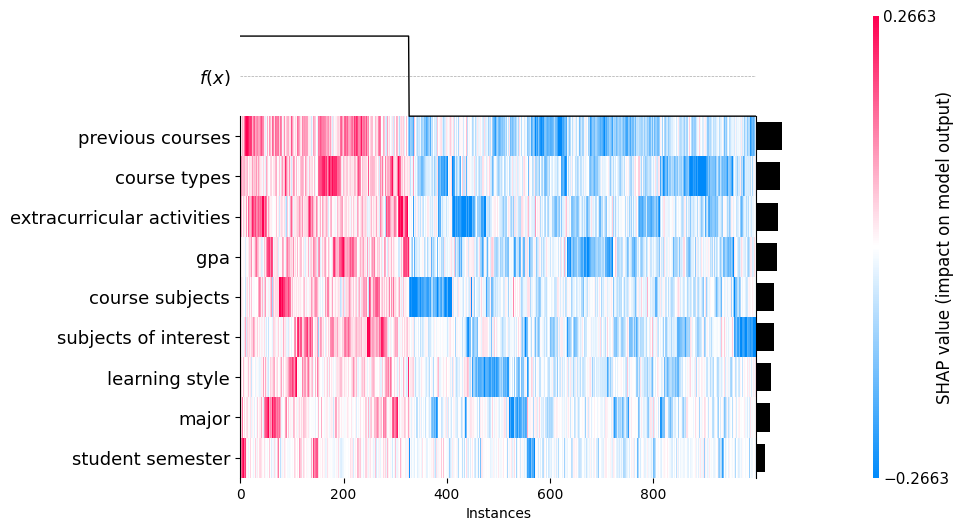 0.2663
f(x)
previous courses
course types
extracurricular activities
gpa
course subjects
subjects of interest
learning style
major
student semester
0 200 400 600 800
Instances
SHAP value (impact on model output)
−0.2663